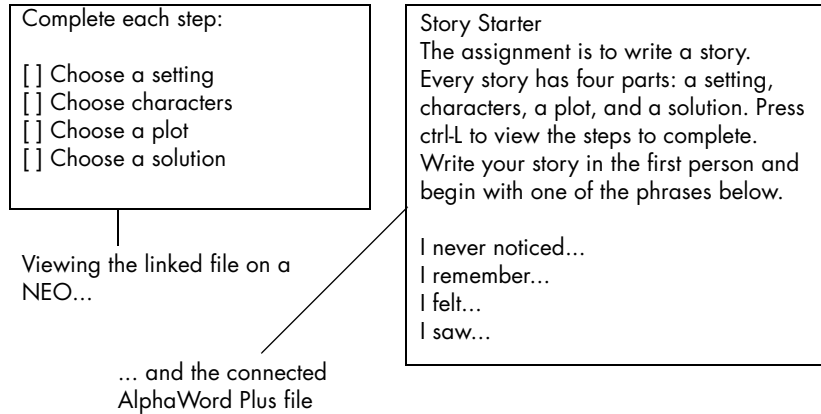 Complete each step:
[ ] Choose a setting
[ ] Choose characters
[ ] Choose a plot
[ ] Choose a solution
Viewing the linked file on a
NEO...
Story Starter
The assignment is to write a story.
Every story has four parts: a setting,
characters, a plot, and a solution. Press
ctrl-L to view the steps to complete.
Write your story in the first person and
begin with one of the phrases below.
I never noticed...
I remember...
I felt...
I saw...
... and the connected
AlphaWord Plus file